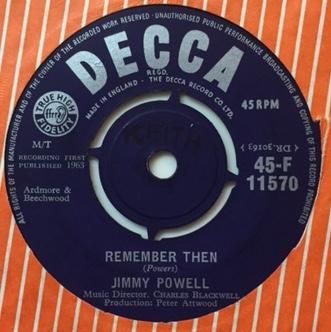 ALL RIGHTS OF THE MANUFACTURER AND OF THE OWNER OF THE RECORDED WORK RESERVED · UNAUTHORISED PUBLIC PERFORMANCE BROADCASTING AND COPYING OF THIS RECORD PROHIBITED
DECCA
REGD.
MADE IN ENGLAND · THE DECCA RECORD CO LTD.
TRUE HIGH
ffrr
FIDELITY
45 RPM
M/T
RECORDING FIRST
PUBLISHED 1963
Ardmore &
Beechwood
KEITH
DR.30163
45-F
11570
REMEMBER THEN
(Powers)
JIMMY POWELL
Music Director. CHARLES BLACKWELL
Production: Peter Attwood